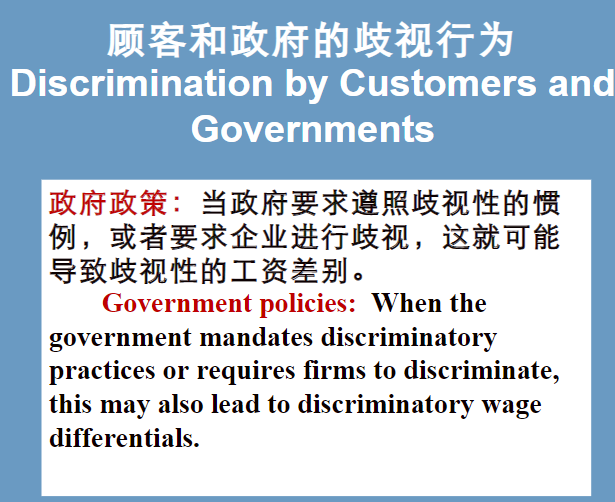 顾客和政府的歧视行为
Discrimination by Customers and
Governments
政府政策：当政府要求遵照歧视性的惯
例，或者要求企业进行歧视，这就可能
导致歧视性的工资差别。
Government policies: When the
government mandates discriminatory
practices or requires firms to discriminate,
this may also lead to discriminatory wage
differentials.